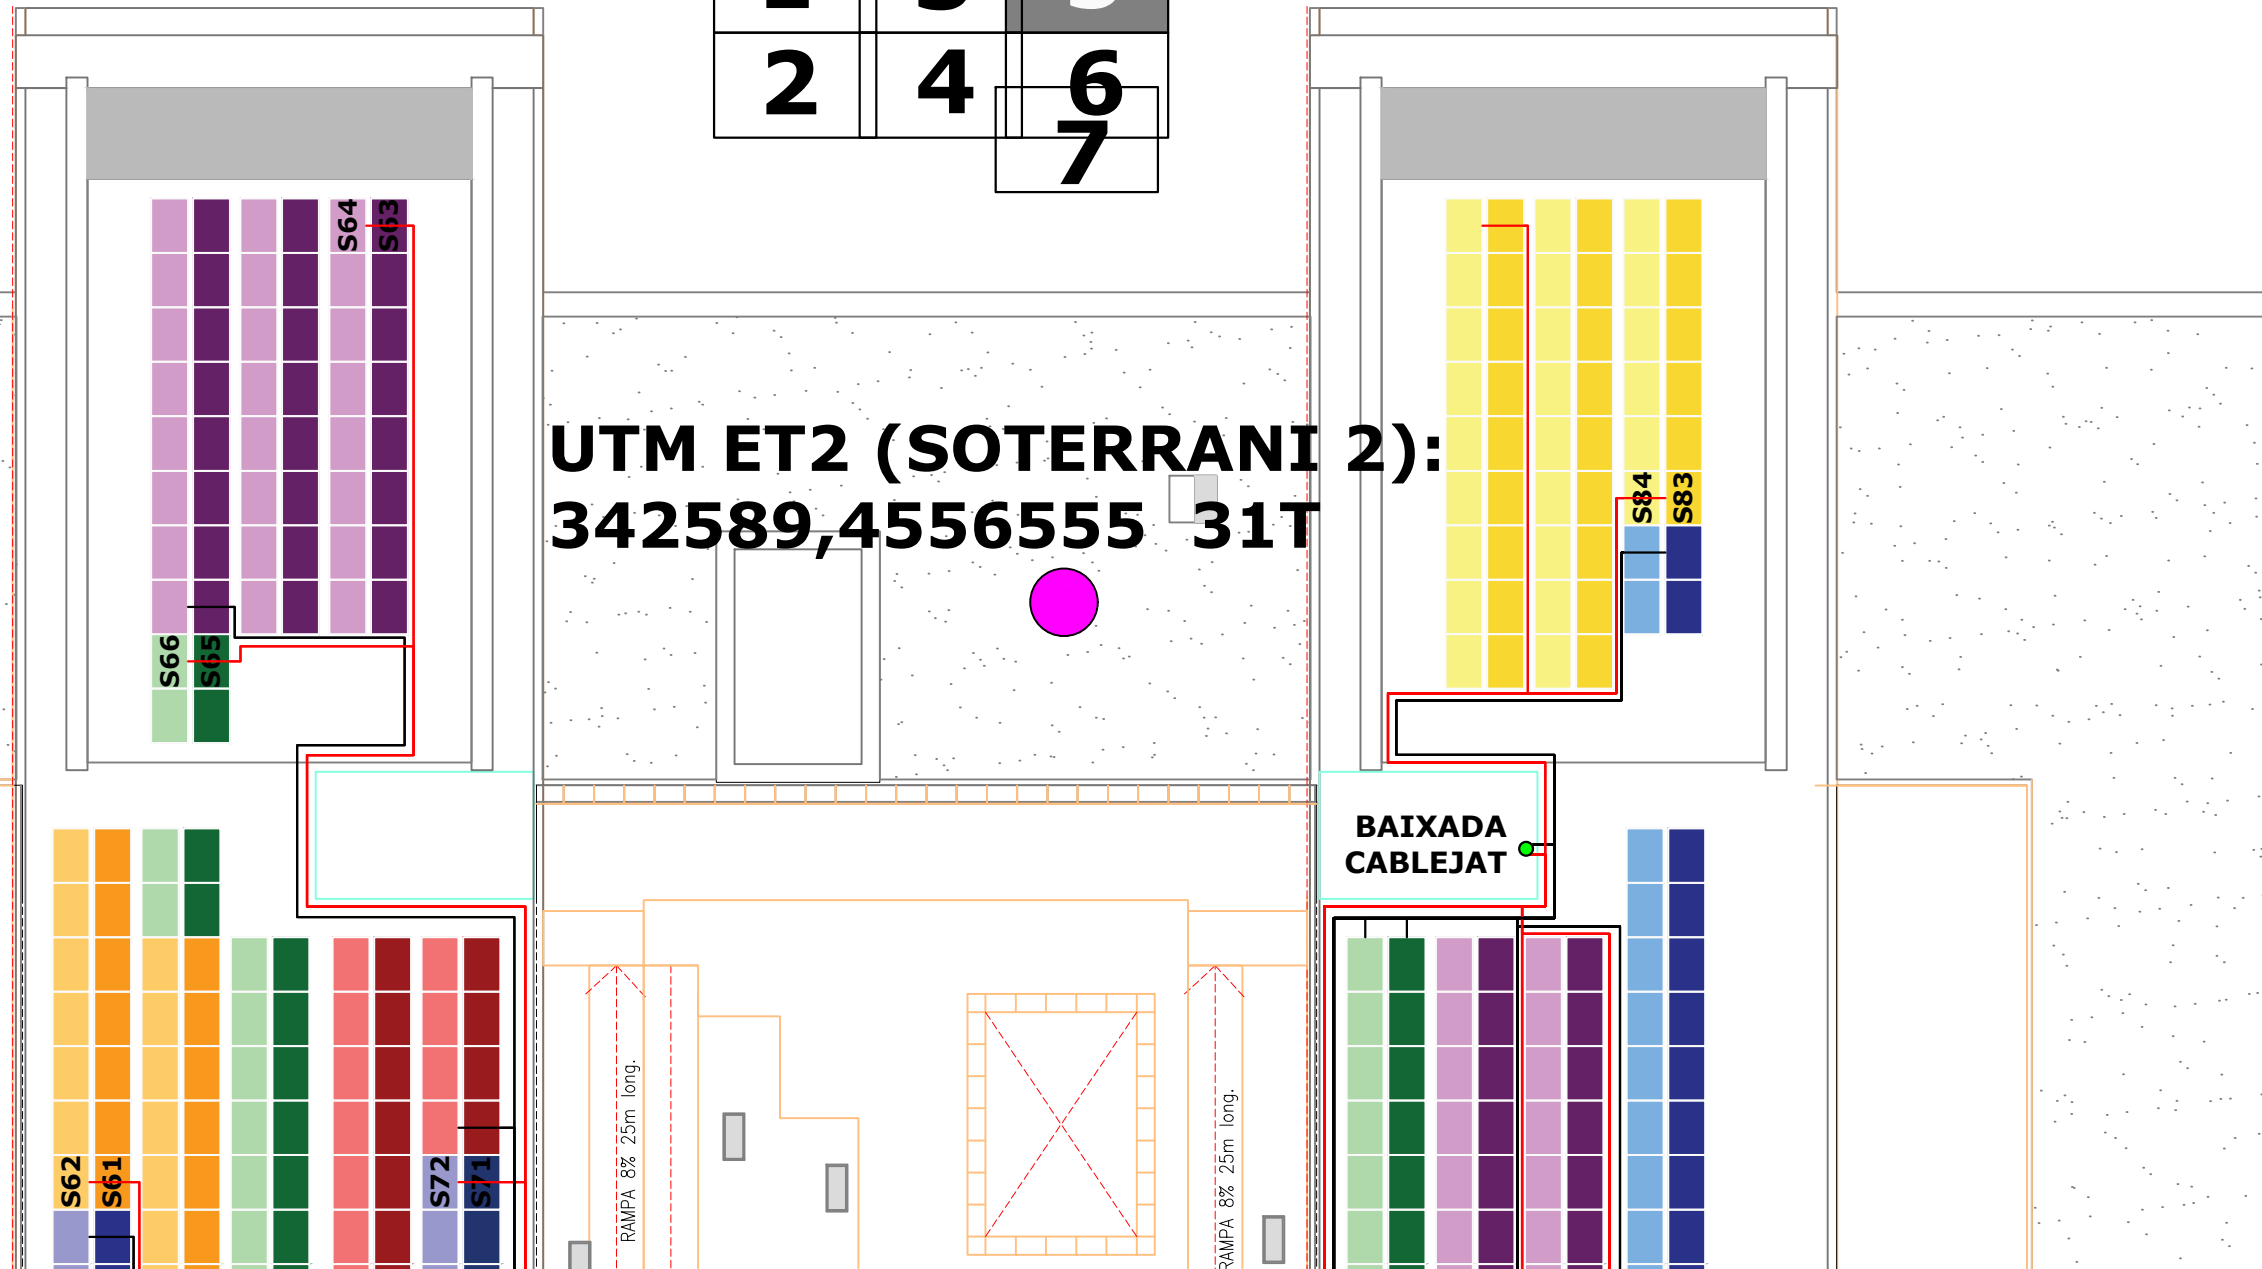 2 4 6
7
S64 S63
UTM ET2 (SOTERRANI 2):
342589,4556555 31T
S84 S83
S66 S65
BAIXADA
CABLEJAT
RAMPA 8% 25m long.
RAMPA 8% 25m long.
S62 S61
S72 S71